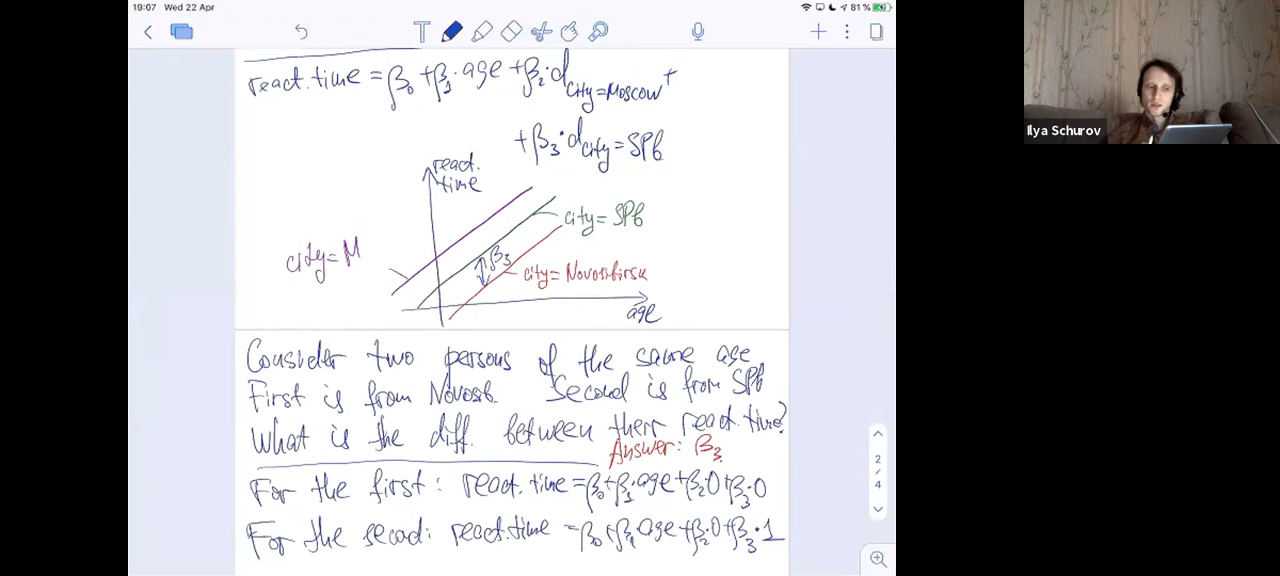 19:07 Wed 22 Apr
81%
react.time = β₀ + β₁·age + β₂·d city=Moscow +
+ β₃·d city=SPb
react.
time
city=SPb
city=M
β₃
city=Novosibirsk
age
Consider two persons of the same age
First is from Novosib. Second is from SPb
What is the diff. between their react.time?
Answer: β₃
For the first: react.time = β₀+β₁·age+β₂·0+β₃·0
For the secod: react.time = β₀+β₁·age+β₂·0+β₃·1
2
/
4
Ilya Schurov